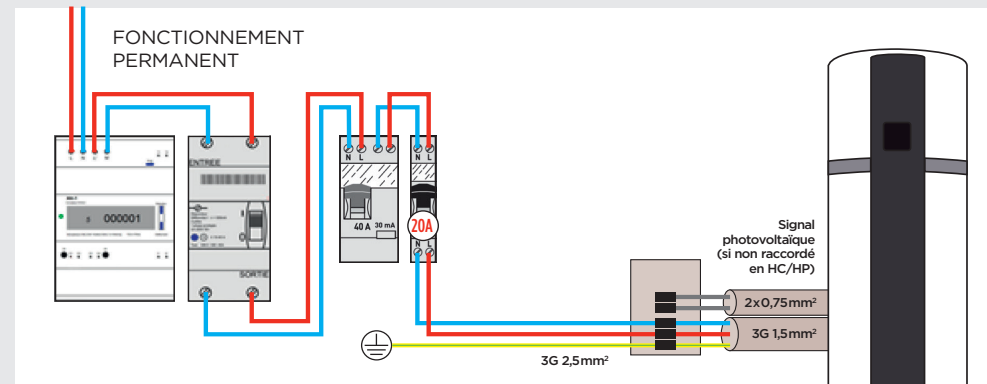 FONCTIONNEMENT
PERMANENT
L N L' N'
000001
ENTREE
SORTIE
N L
40 A 30 mA
N L
20A
N L
Signal
photovoltaïque
(si non raccordé
en HC/HP)
2x0,75mm²
3G 1,5mm²
3G 2,5mm²